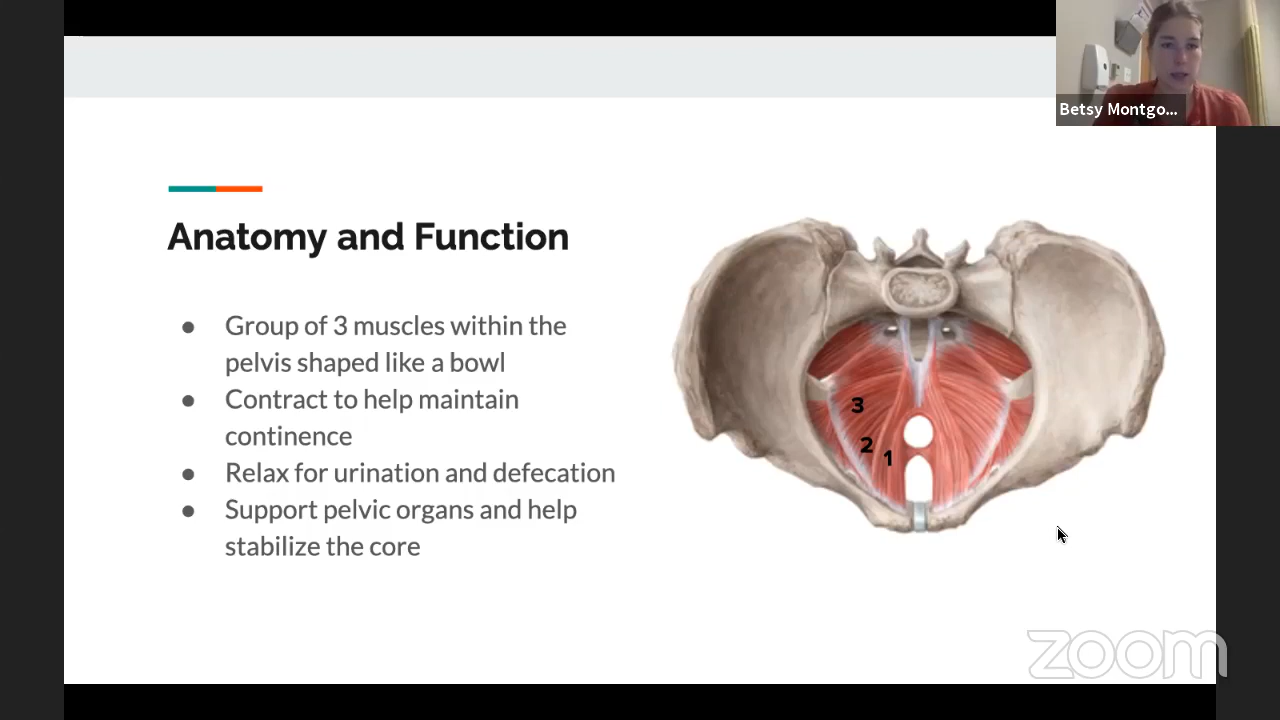 Betsy Montgo...
Anatomy and Function
● Group of 3 muscles within the
pelvis shaped like a bowl
● Contract to help maintain
continence
● Relax for urination and defecation
● Support pelvic organs and help
stabilize the core
3
2
1
zoom